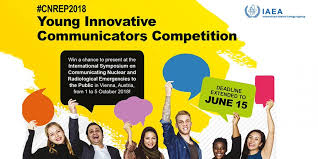 #CNREP2018
Young Innovative
Communicators Competition
IAEA
Win a chance to present at the
International Symposium on
Communicating Nuclear and
Radiological Emergencies to
the Public in Vienna, Austria,
from 1 to 5 October 2018!
DEADLINE
EXTENDED TO
JUNE 15